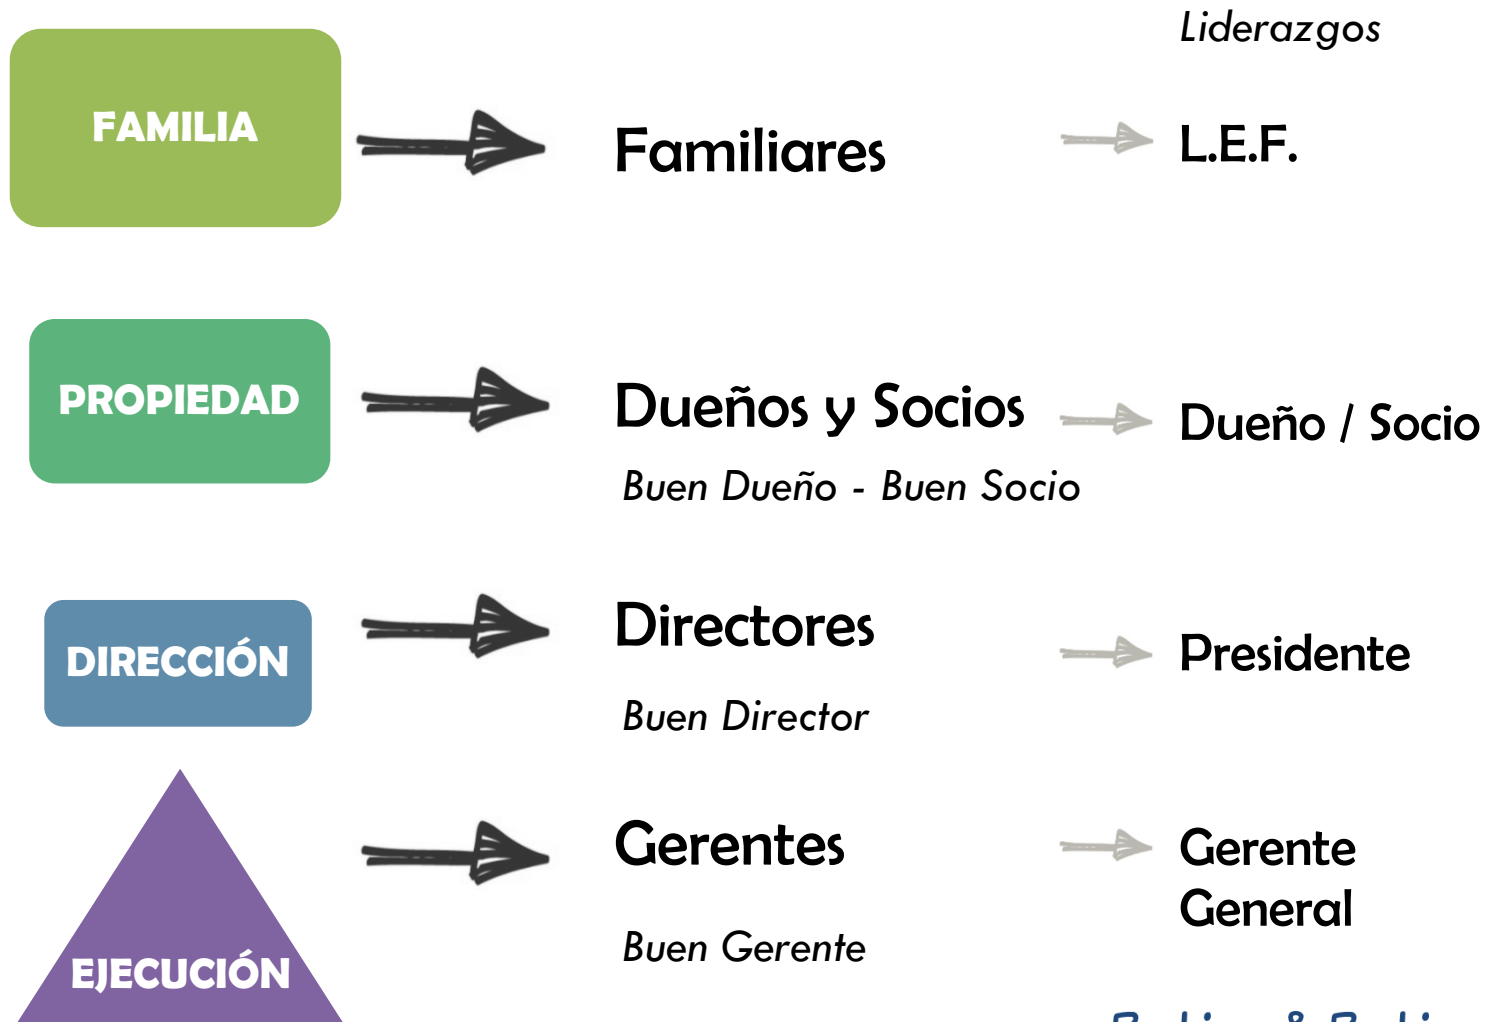 Liderazgos
FAMILIA
Familiares
L.E.F.
PROPIEDAD
Dueños y Socios
Dueño / Socio
Buen Dueño - Buen Socio
DIRECCIÓN
Directores
Presidente
Buen Director
Gerentes
Gerente
General
Buen Gerente
EJECUCIÓN